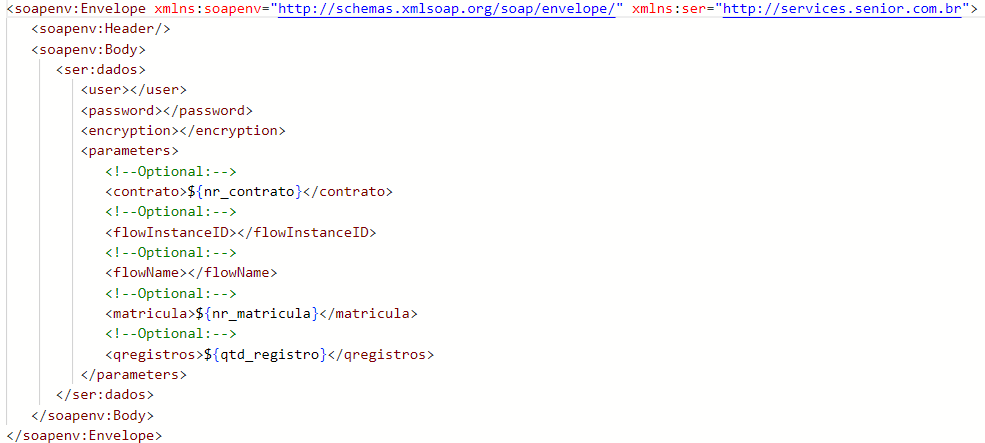 <soapenv:Envelope xmlns:soapenv="http://schemas.xmlsoap.org/soap/envelope/" xmlns:ser="http://services.senior.com.br">
<soapenv:Header/>
<soapenv:Body>
<ser:dados>
<user></user>
<password></password>
<encryption></encryption>
<parameters>
<!--Optional:-->
<contrato>${nr_contrato}</contrato>
<!--Optional:-->
<flowInstanceID></flowInstanceID>
<!--Optional:-->
<flowName></flowName>
<!--Optional:-->
<matricula>${nr_matricula}</matricula>
<!--Optional:-->
<qregistros>${qtd_registro}</qregistros>
</parameters>
</ser:dados>
</soapenv:Body>
</soapenv:Envelope>